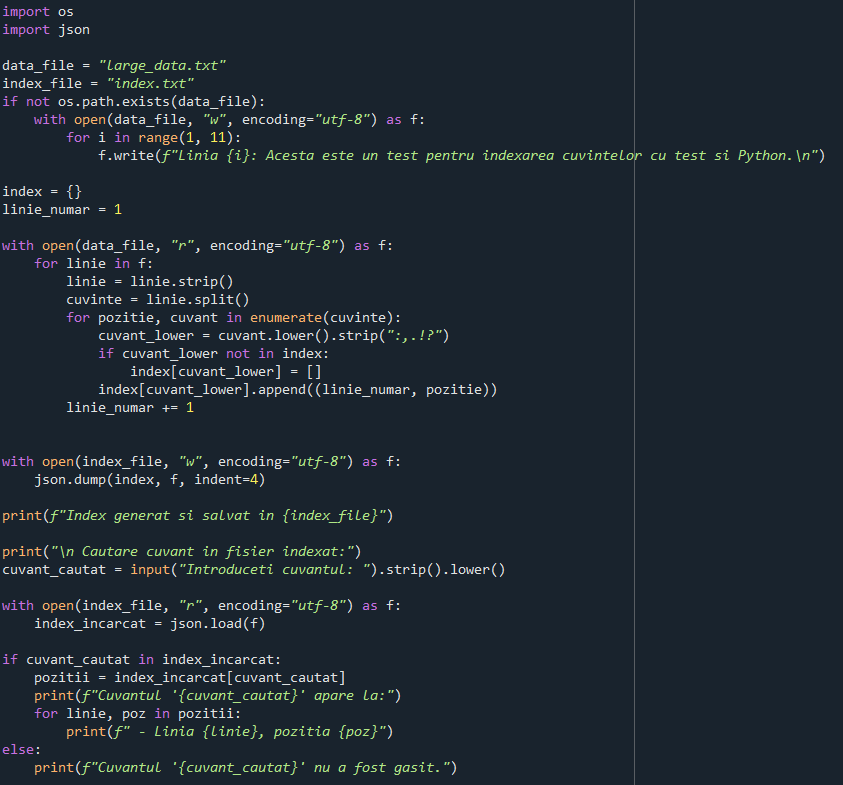 import os
import json

data_file = "large_data.txt"
index_file = "index.txt"
if not os.path.exists(data_file):
    with open(data_file, "w", encoding="utf-8") as f:
        for i in range(1, 11):
            f.write(f"Linia {i}: Acesta este un test pentru indexarea cuvintelor cu test si Python.\n")

index = {}
linie_numar = 1

with open(data_file, "r", encoding="utf-8") as f:
    for linie in f:
        linie = linie.strip()
        cuvinte = linie.split()
        for pozitie, cuvant in enumerate(cuvinte):
            cuvant_lower = cuvant.lower().strip(":,.!?")
            if cuvant_lower not in index:
                index[cuvant_lower] = []
            index[cuvant_lower].append((linie_numar, pozitie))
        linie_numar += 1


with open(index_file, "w", encoding="utf-8") as f:
    json.dump(index, f, indent=4)

print(f"Index generat si salvat in {index_file}")

print("\n Cautare cuvant in fisier indexat:")
cuvant_cautat = input("Introduceti cuvantul: ").strip().lower()

with open(index_file, "r", encoding="utf-8") as f:
    index_incarcat = json.load(f)

if cuvant_cautat in index_incarcat:
    pozitii = index_incarcat[cuvant_cautat]
    print(f"Cuvantul '{cuvant_cautat}' apare la:")
    for linie, poz in pozitii:
        print(f" - Linia {linie}, pozitia {poz}")
else:
    print(f"Cuvantul '{cuvant_cautat}' nu a fost gasit.")